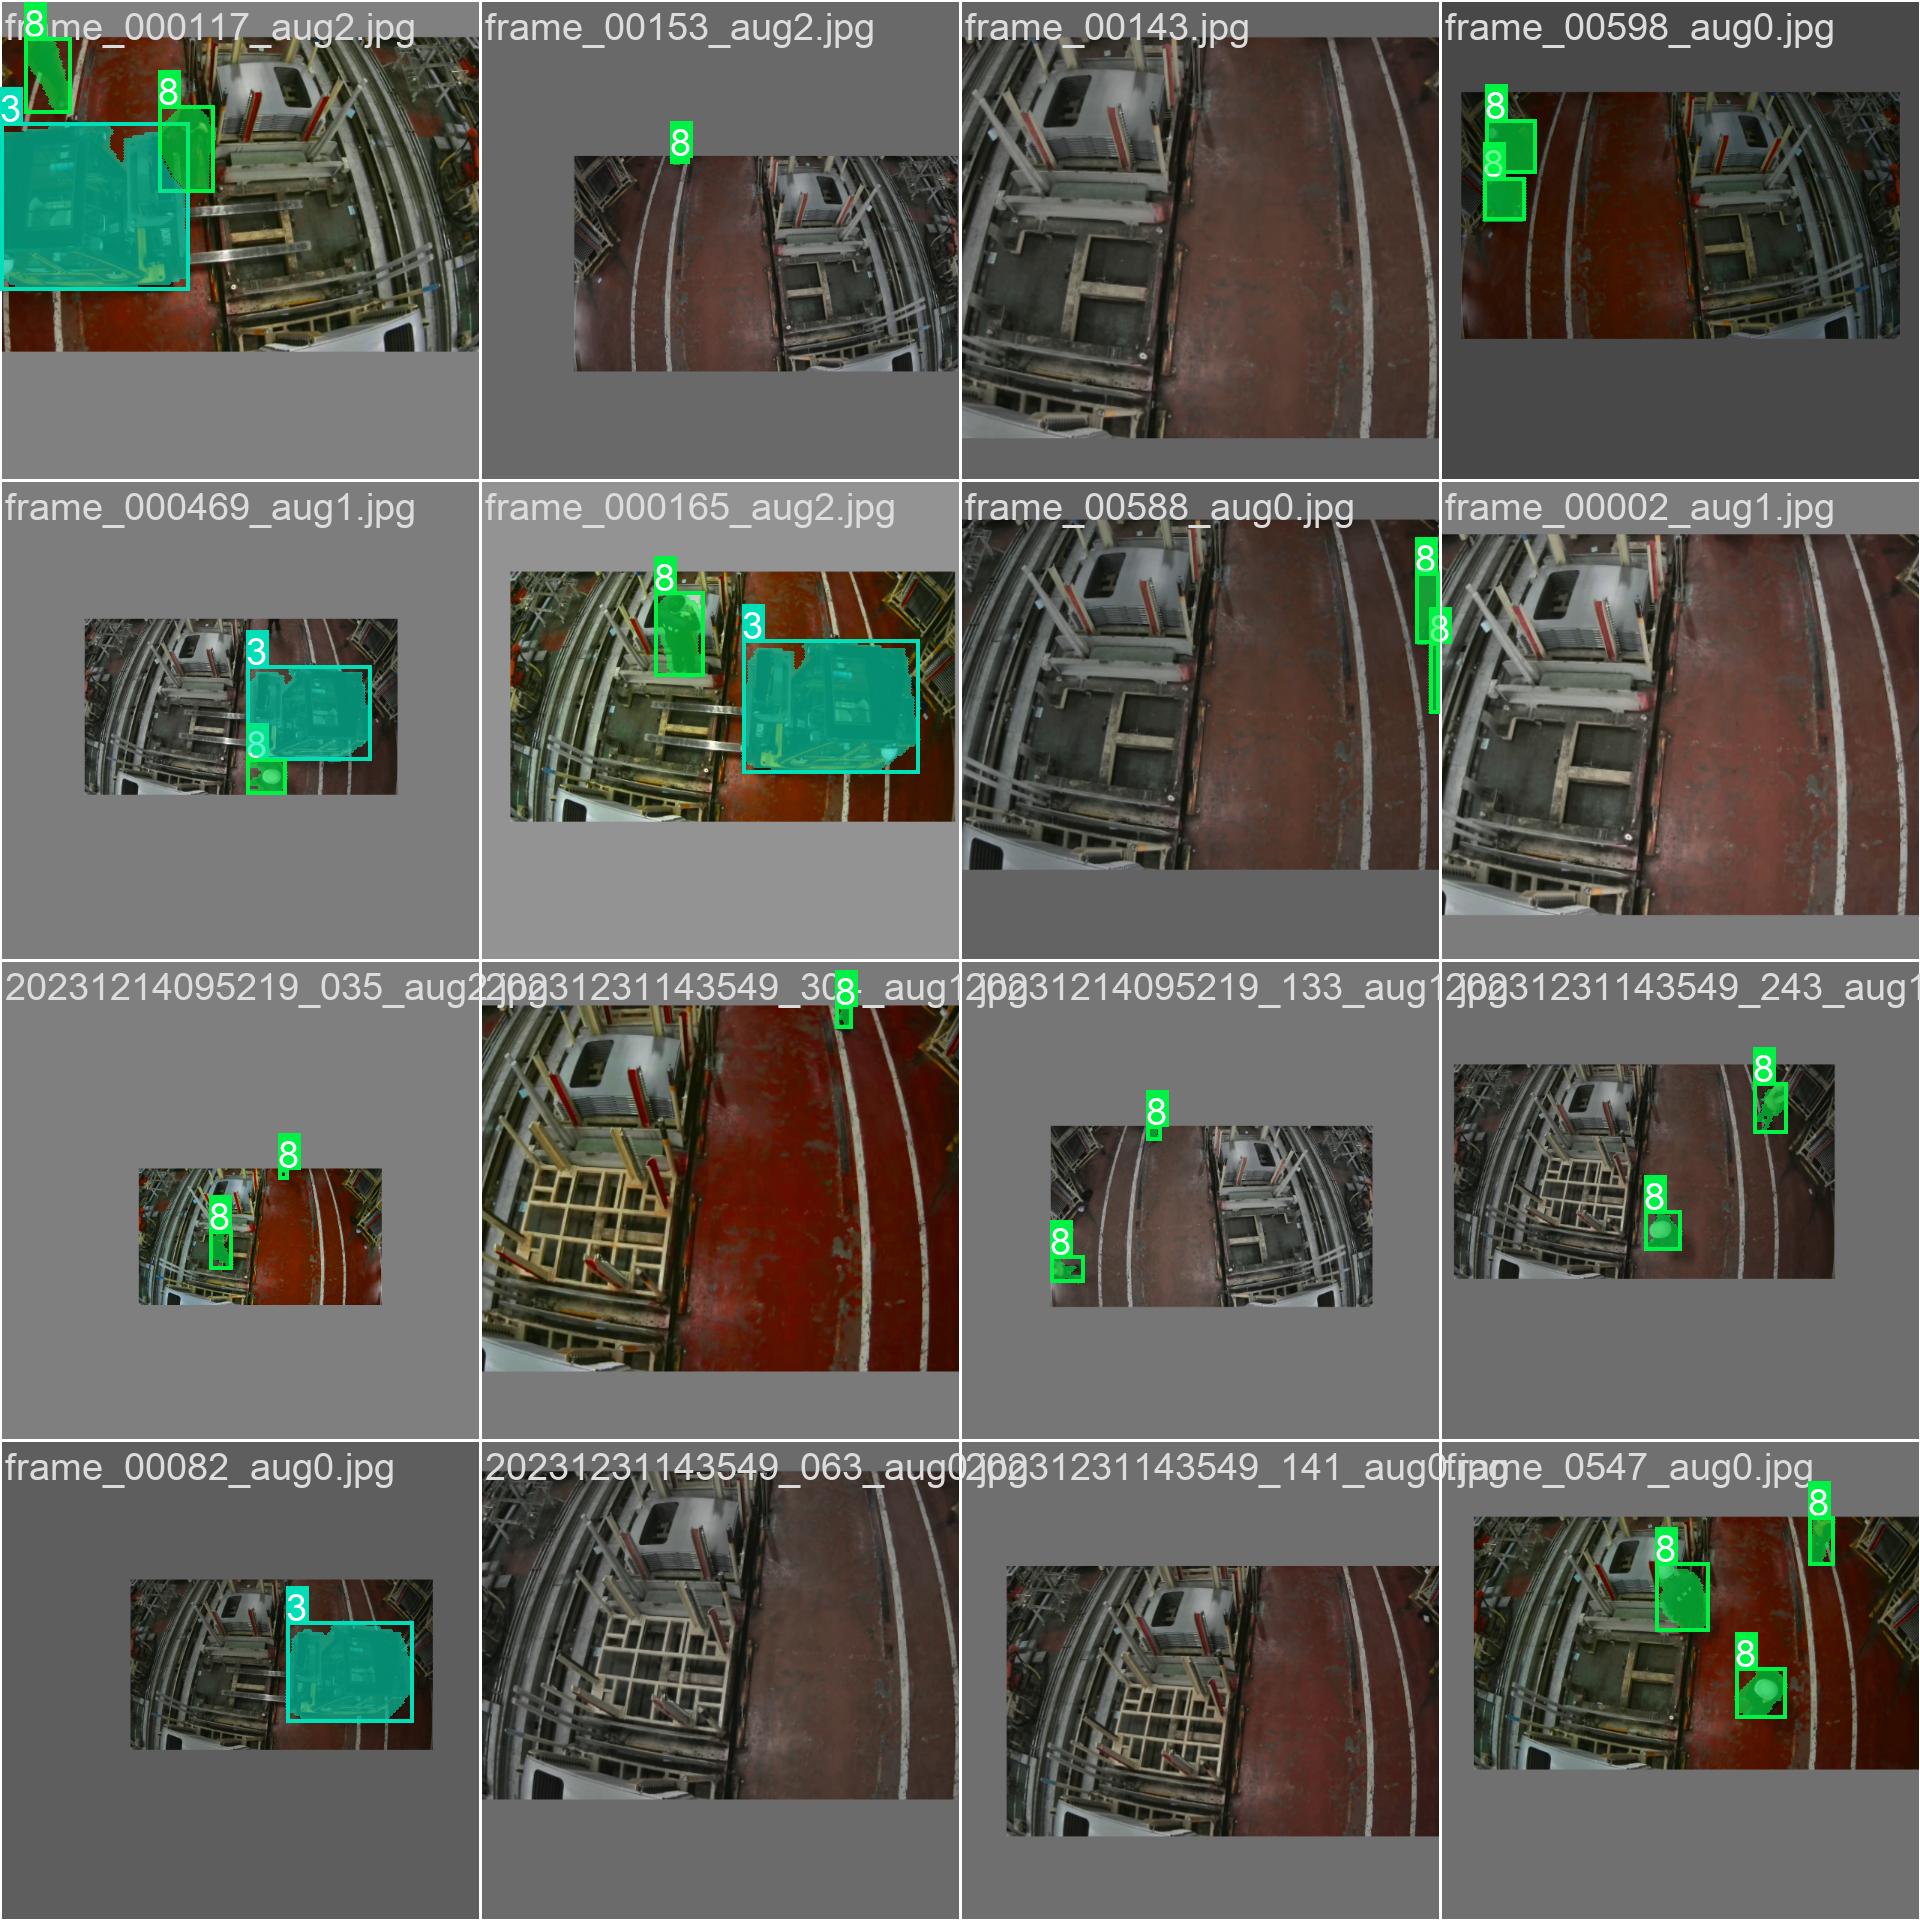 frame_000117_aug2.jpg
8
8
3
frame_00153_aug2.jpg
8
frame_00143.jpg
frame_00598_aug0.jpg
8
8
frame_000469_aug1.jpg
3
8
frame_000165_aug2.jpg
8
3
frame_00588_aug0.jpg
8
8
frame_00002_aug1.jpg
20231214095219_035_aug2.jpg
8
8
20231231143549_30
_aug1.jpg
8
20231214095219_133_aug1.jpg
8
8
20231231143549_243_aug1
8
8
frame_00082_aug0.jpg
3
20231231143549_063_aug0.jpg
20231231143549_141_aug0.jpg
frame_0547_aug0.jpg
8
8
8